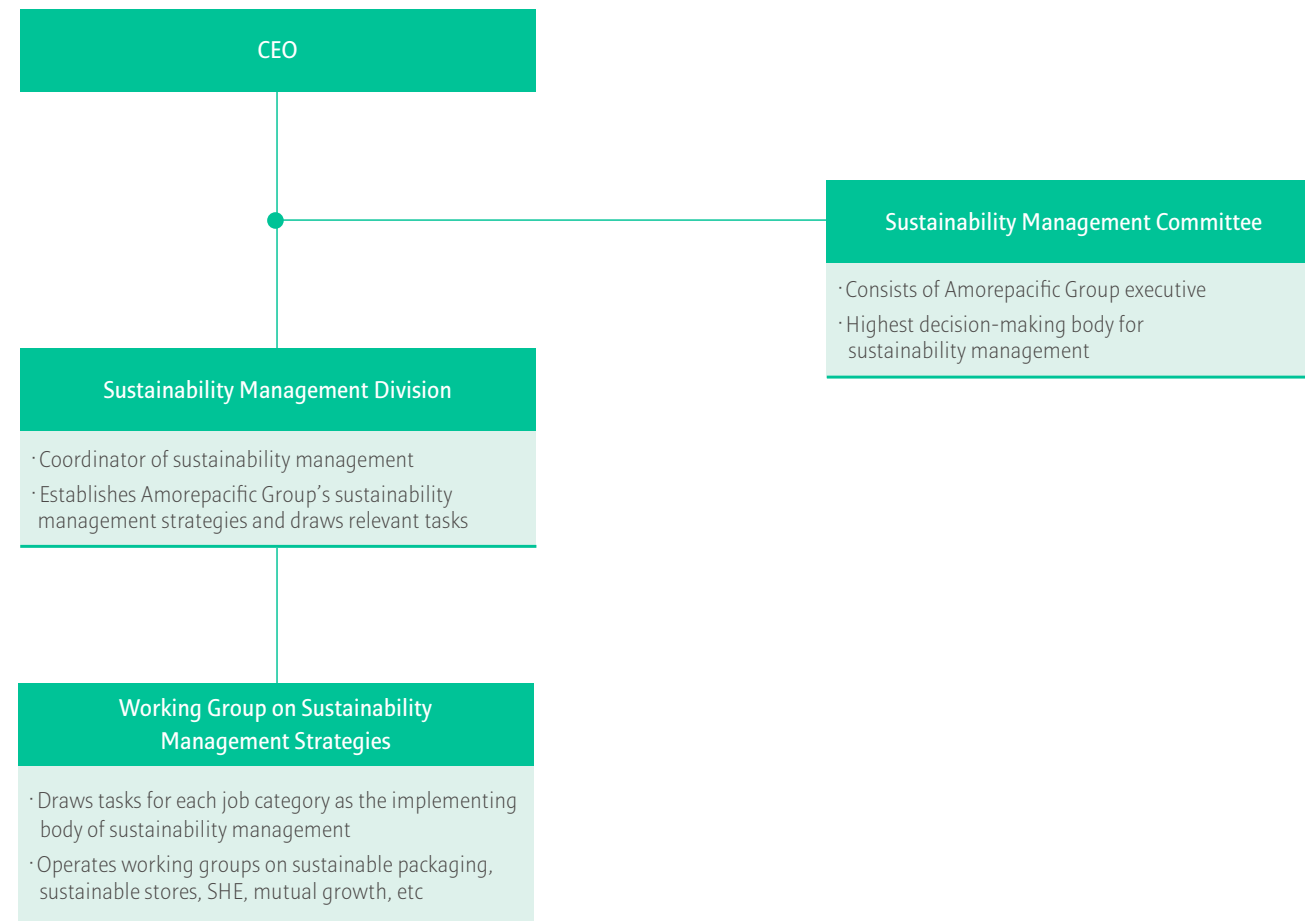 CEO
Sustainability Management Committee
· Consists of Amorepacific Group executive
· Highest decision-making body for
sustainability management
Sustainability Management Division
· Coordinator of sustainability management
· Establishes Amorepacific Group's sustainability
management strategies and draws relevant tasks
Working Group on Sustainability
Management Strategies
· Draws tasks for each job category as the implementing
body of sustainability management
· Operates working groups on sustainable packaging,
sustainable stores, SHE, mutual growth, etc